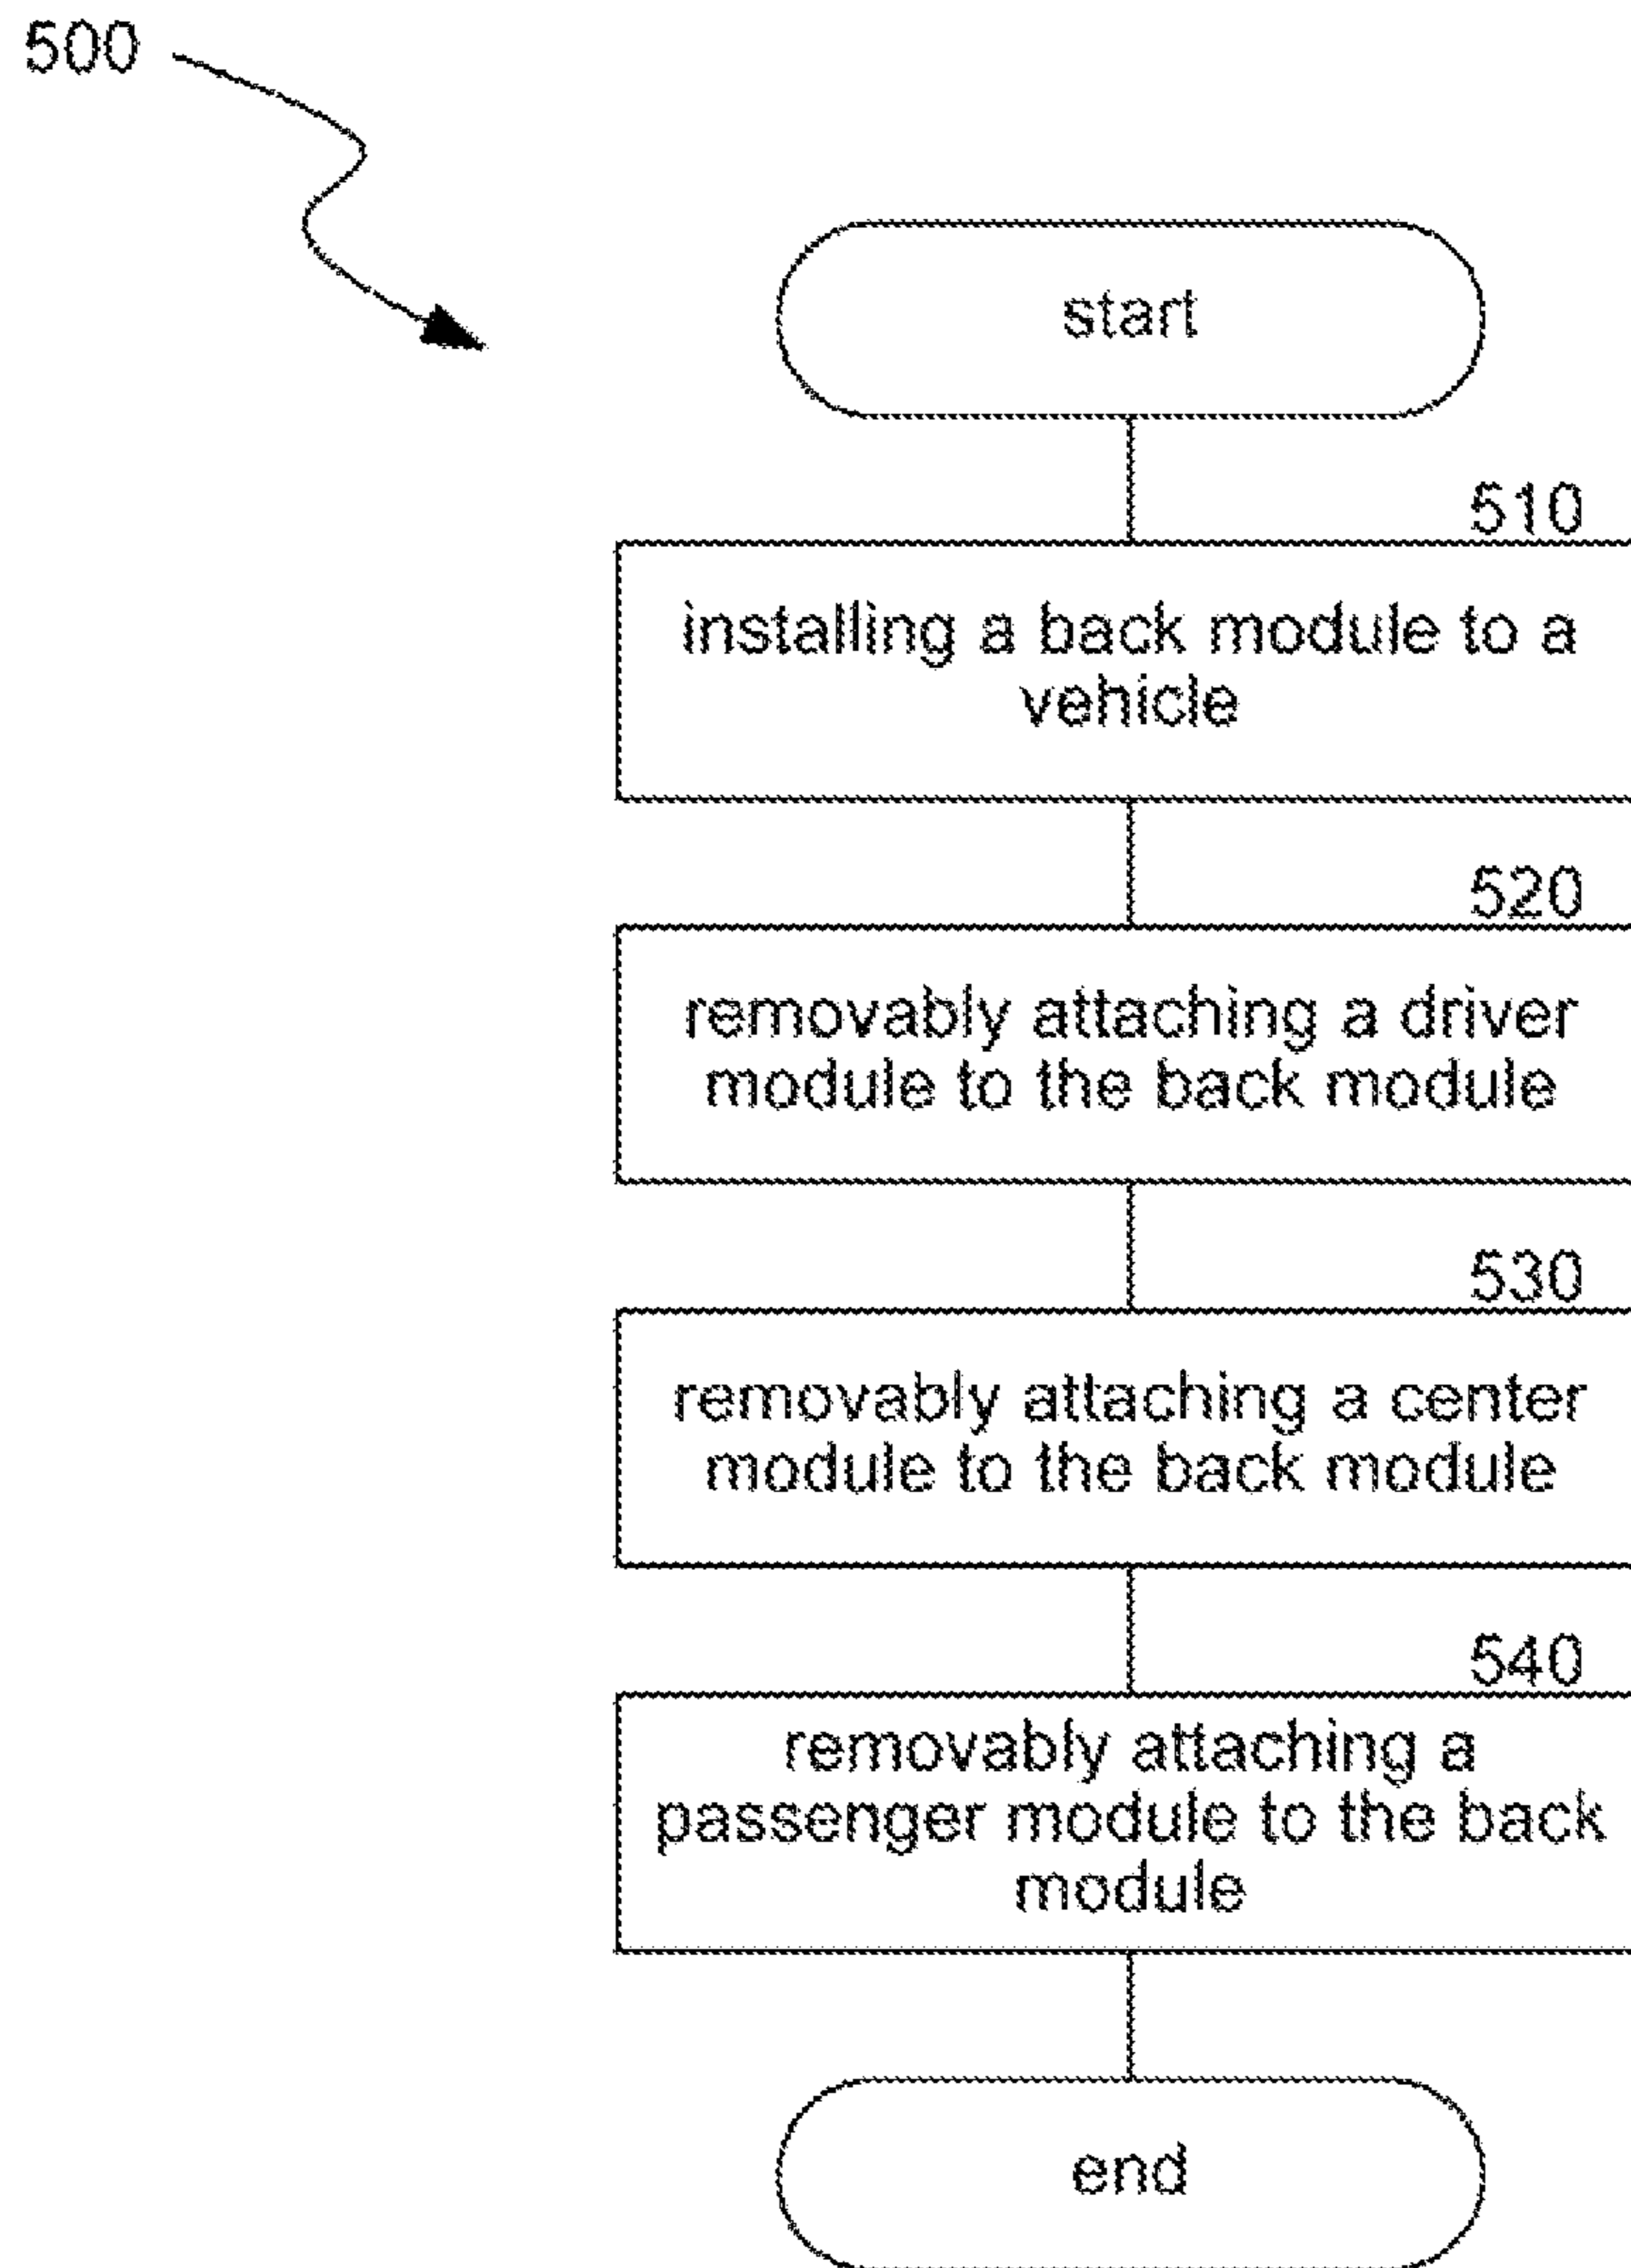 500
start
510
installing a back module to a
vehicle
520
removably attaching a driver
module to the back module
530
removably attaching a center
module to the back module
540
removably attaching a
passenger module to the back
module
end